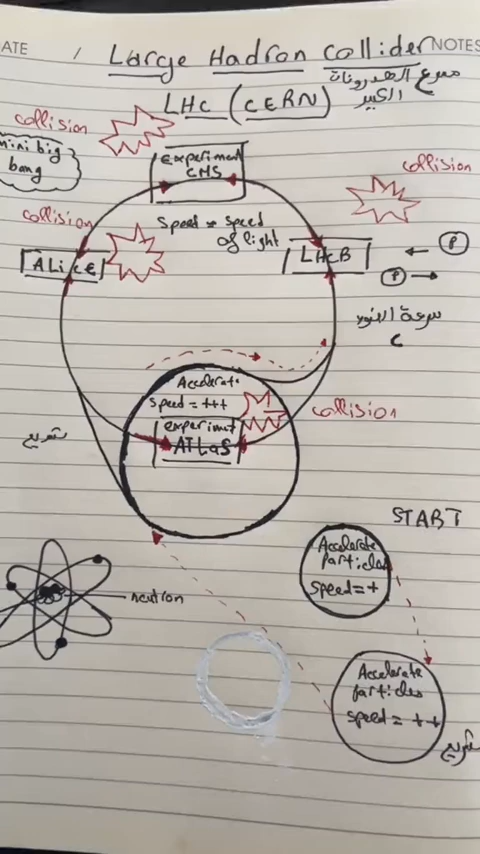 ATE / NOTES
Large Hadron Collider
مسرع الهدرونات
الكبير
LHc (CERN)
collision
mini big
bang
Experiment
CMS
collision
collision
Speed = speed
of light
ALicE
LHcB
P
P
سرعة الضوء
c
Accelerate
speed = +++
collision
experiment
ATLaS
تسريع
START
Accelerate
particles
speed = +
neutron
Accelerate
particles
speed = ++
تسريع